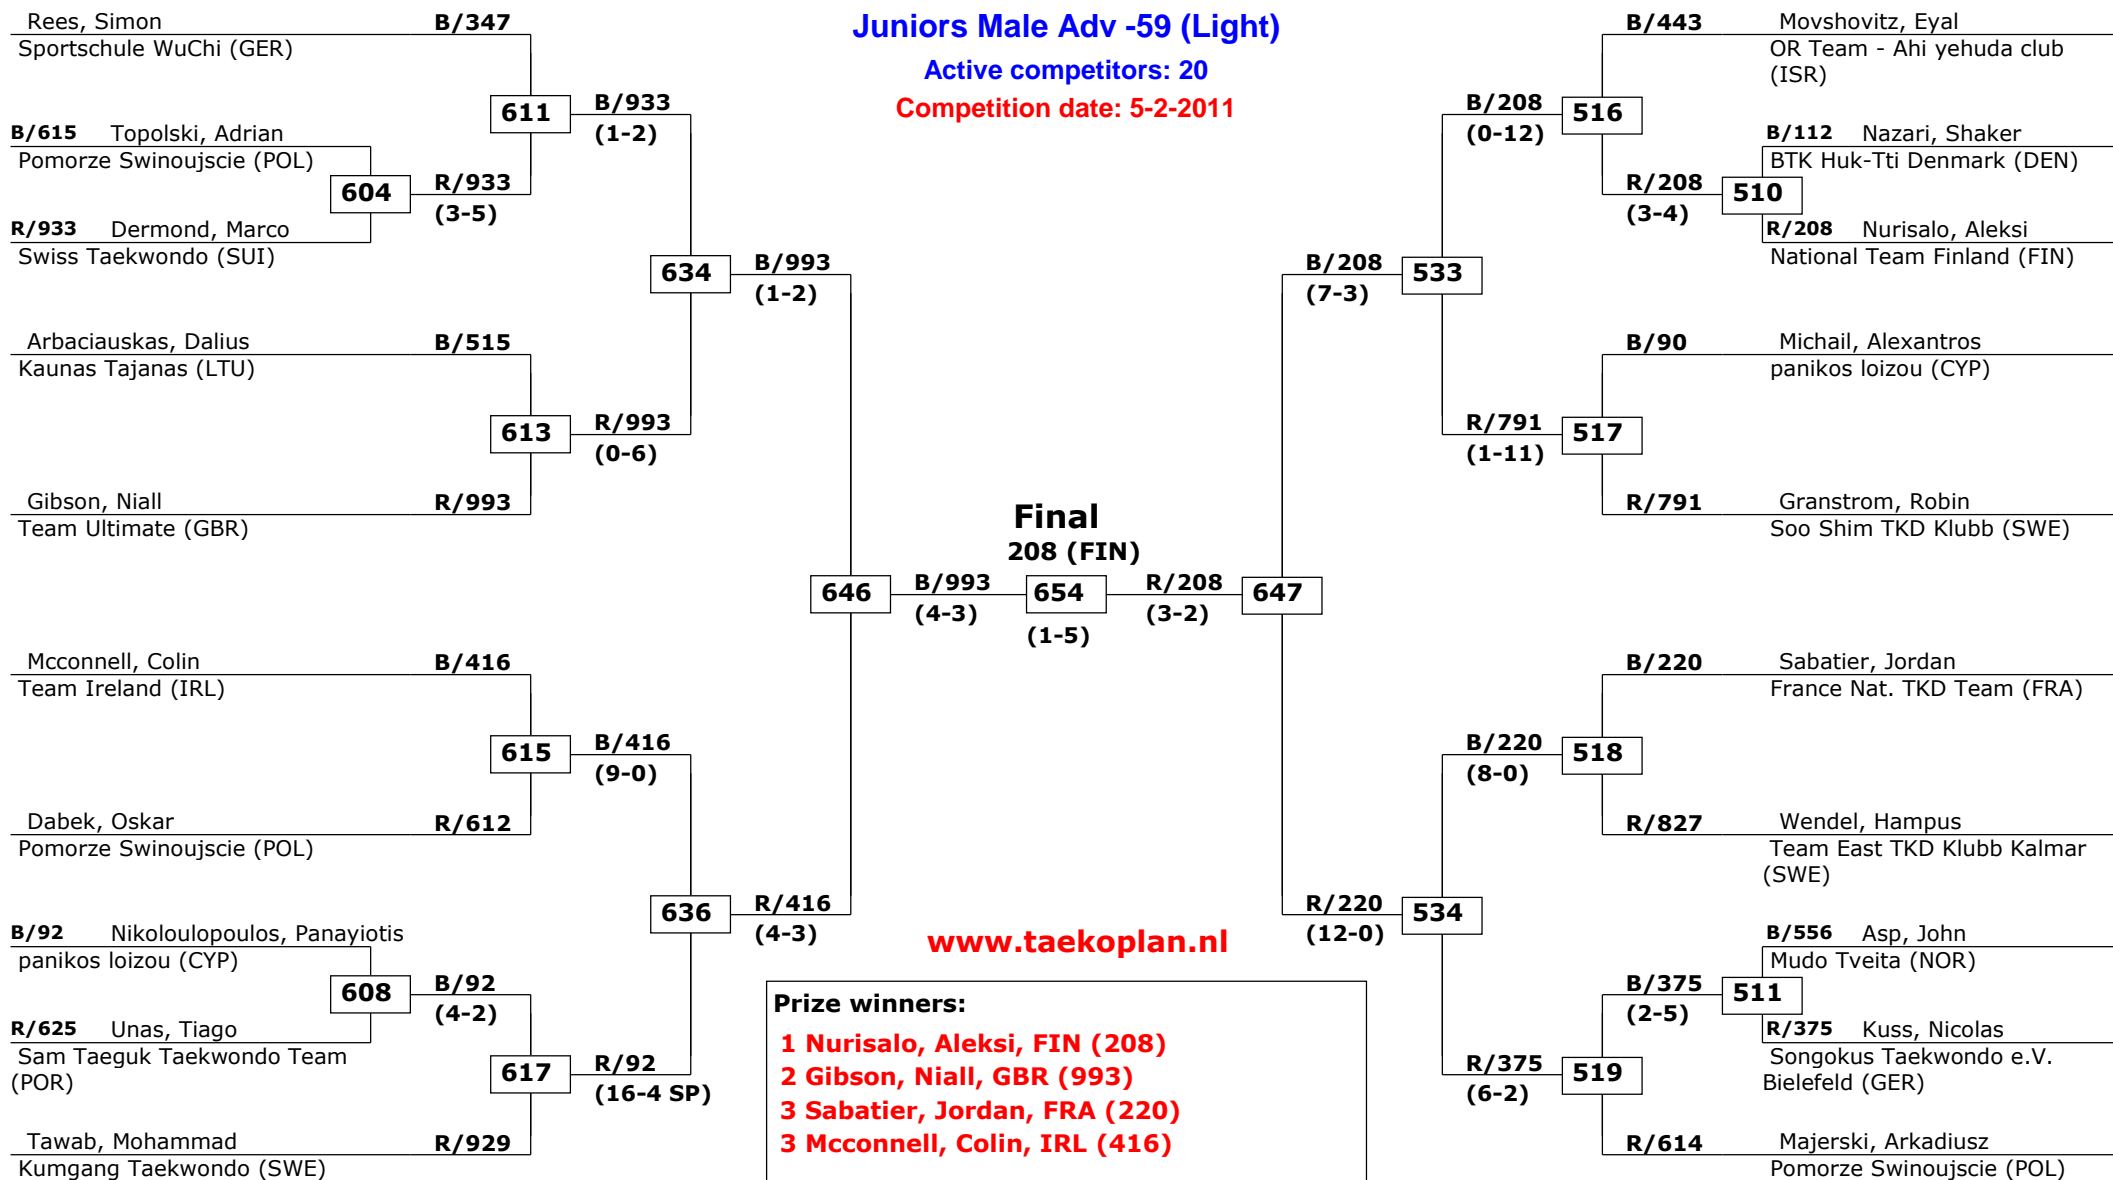 Juniors Male Adv -59 (Light)
Active competitors: 20
Competition date: 5-2-2011
Rees, Simon B/347
Sportschule WuChi (GER)
611
B/933
(1-2)
B/615 Topolski, Adrian
Pomorze Swinoujscie (POL)
604
R/933
(3-5)
R/933 Dermond, Marco
Swiss Taekwondo (SUI)
634
B/993
(1-2)
Arbaciauskas, Dalius B/515
Kaunas Tajanas (LTU)
613
R/993
(0-6)
Gibson, Niall R/993
Team Ultimate (GBR)
646
B/993
(4-3)
Mcconnell, Colin B/416
Team Ireland (IRL)
615
B/416
(9-0)
Dabek, Oskar R/612
Pomorze Swinoujscie (POL)
636
R/416
(4-3)
B/92 Nikoloulopoulos, Panayiotis
panikos loizou (CYP)
608
B/92
(4-2)
R/625 Unas, Tiago
Sam Taeguk Taekwondo Team
(POR)
617
R/92
(16-4 SP)
Tawab, Mohammad R/929
Kumgang Taekwondo (SWE)
Final
208 (FIN)
654
(1-5)
R/208
(3-2)
647
B/443 Movshovitz, Eyal
OR Team - Ahi yehuda club
(ISR)
B/208
(0-12)
516
B/112 Nazari, Shaker
BTK Huk-Tti Denmark (DEN)
R/208
(3-4)
510
R/208 Nurisalo, Aleksi
National Team Finland (FIN)
B/208
(7-3)
533
B/90 Michail, Alexantros
panikos loizou (CYP)
R/791
(1-11)
517
R/791 Granstrom, Robin
Soo Shim TKD Klubb (SWE)
B/220 Sabatier, Jordan
France Nat. TKD Team (FRA)
B/220
(8-0)
518
R/827 Wendel, Hampus
Team East TKD Klubb Kalmar
(SWE)
R/220
(12-0)
534
B/556 Asp, John
Mudo Tveita (NOR)
B/375
(2-5)
511
R/375 Kuss, Nicolas
Songokus Taekwondo e.V.
Bielefeld (GER)
R/375
(6-2)
519
R/614 Majerski, Arkadiusz
Pomorze Swinoujscie (POL)
www.taekoplan.nl
Prize winners:
1 Nurisalo, Aleksi, FIN (208)
2 Gibson, Niall, GBR (993)
3 Sabatier, Jordan, FRA (220)
3 Mcconnell, Colin, IRL (416)